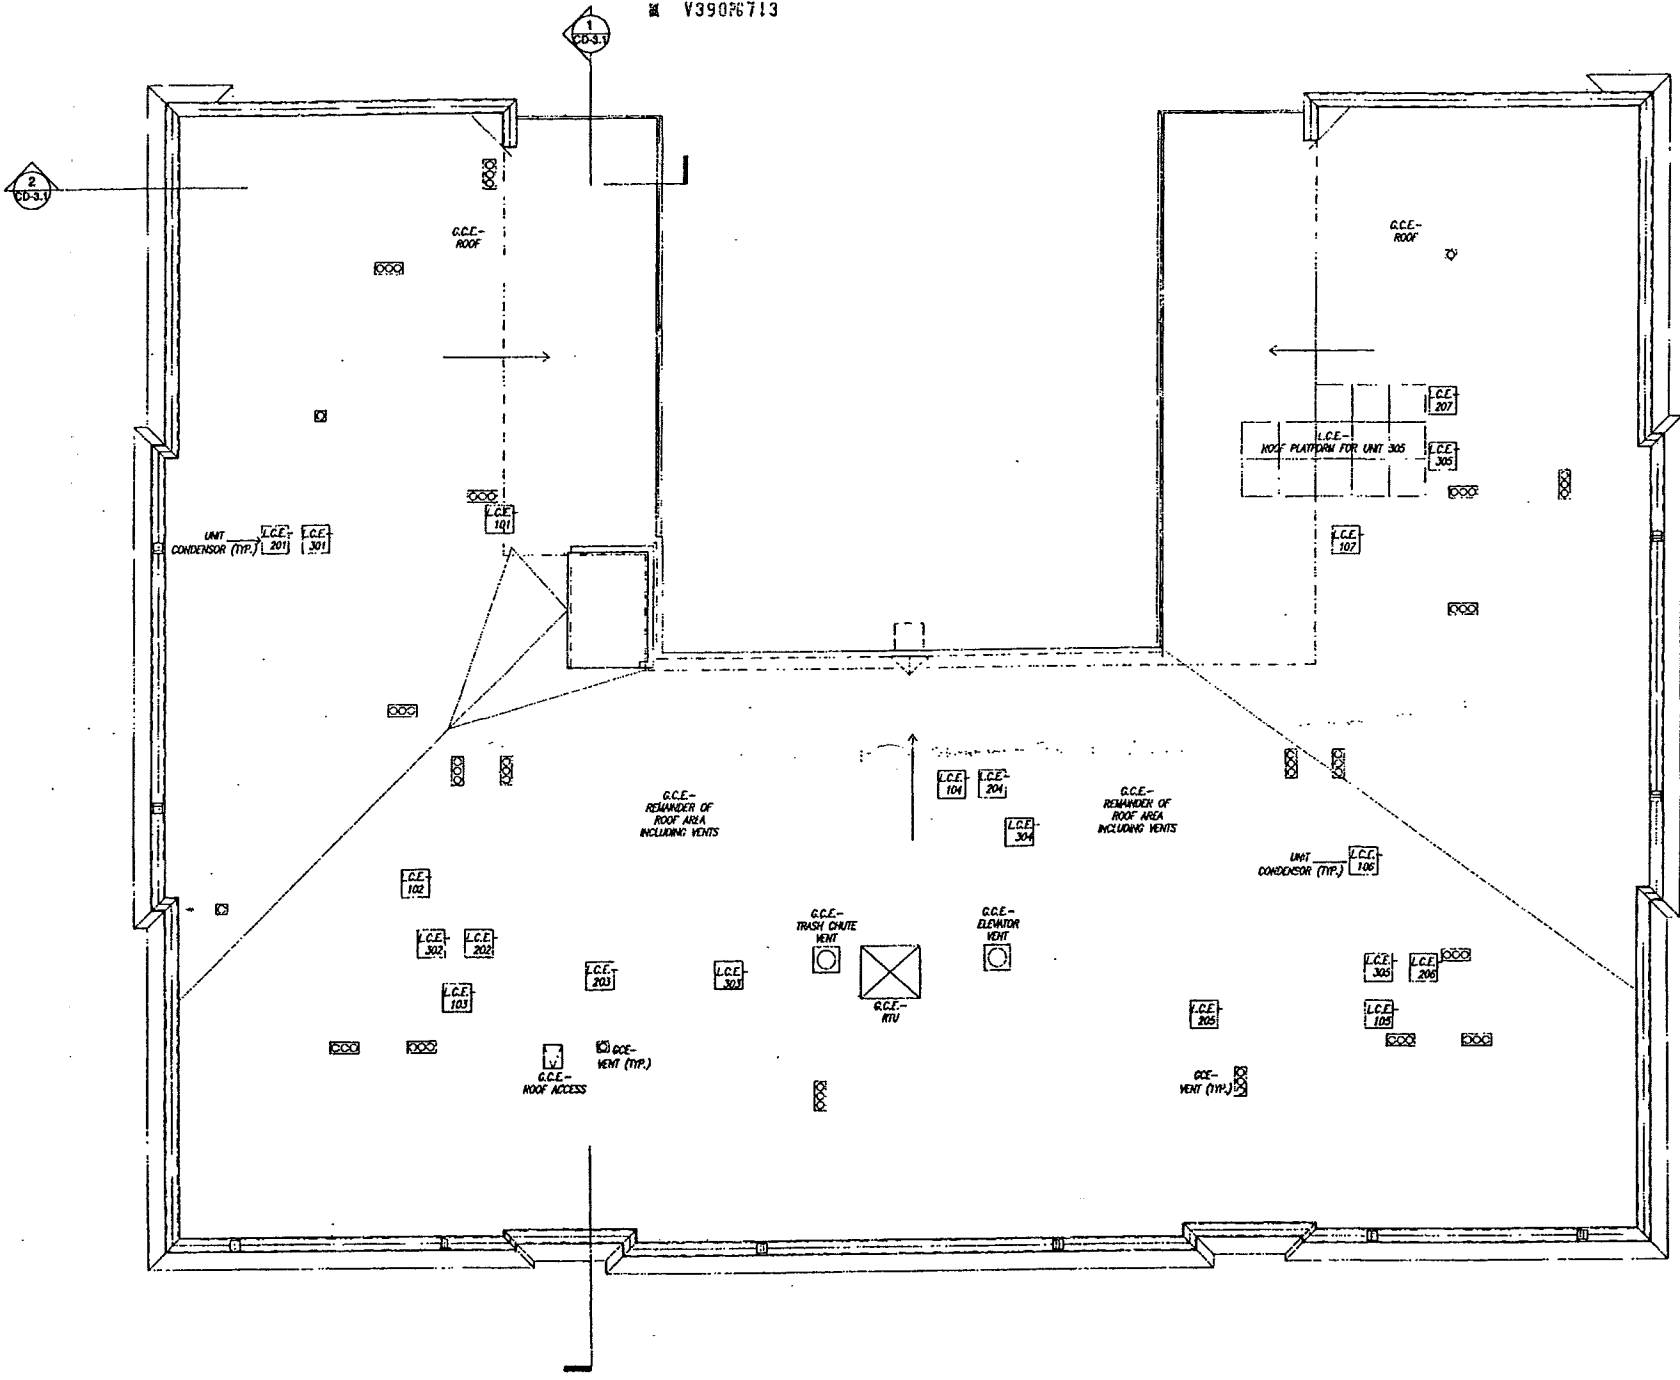 V390P6713
1
CD-3.1
2
CD-3.1
G.C.E.-
ROOF
G.C.E.-
ROOF
L.C.E.-
207
L.C.E.-
ROOF PLATFORM FOR UNIT 305
L.C.E.-
305
L.C.E.-
101
UNIT
CONDENSOR (TYP.)
L.C.E.-
201
L.C.E.-
301
L.C.E.-
107
L.C.E.-
104
L.C.E.-
204
G.C.E.-
REMAINDER OF
ROOF AREA
INCLUDING VENTS
G.C.E.-
REMAINDER OF
ROOF AREA
INCLUDING VENTS
L.C.E.-
304
UNIT
CONDENSOR (TYP.)
L.C.E.-
106
L.C.E.-
102
G.C.E.-
TRASH CHUTE
VENT
G.C.E.-
ELEVATOR
VENT
L.C.E.-
302
L.C.E.-
202
L.C.E.-
203
L.C.E.-
303
L.C.E.-
305
L.C.E.-
206
L.C.E.-
103
G.C.E.-
RTU
L.C.E.-
205
L.C.E.-
105
G.C.E.-
ROOF ACCESS
GCE-
VENT (TYP.)
GCE-
VENT (TYP.)